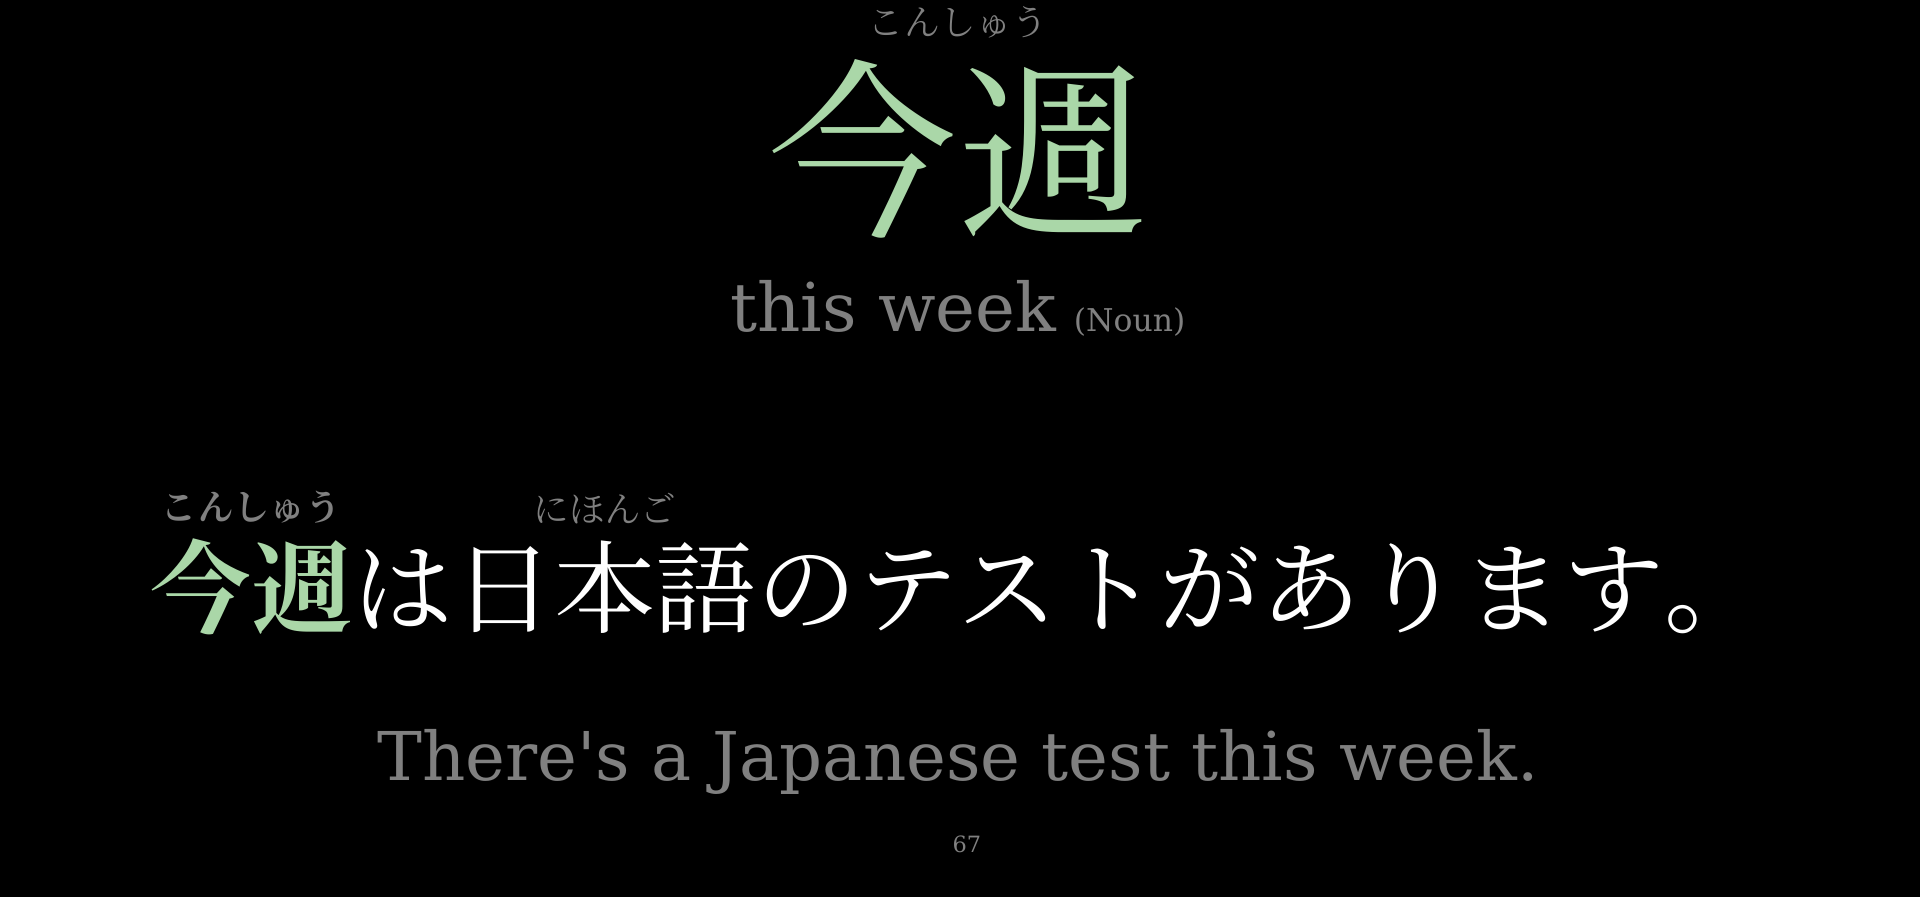 こんしゅう
今週
this week (Noun)
こんしゅう にほんご
今週は日本語のテストがあります。
There's a Japanese test this week.
67